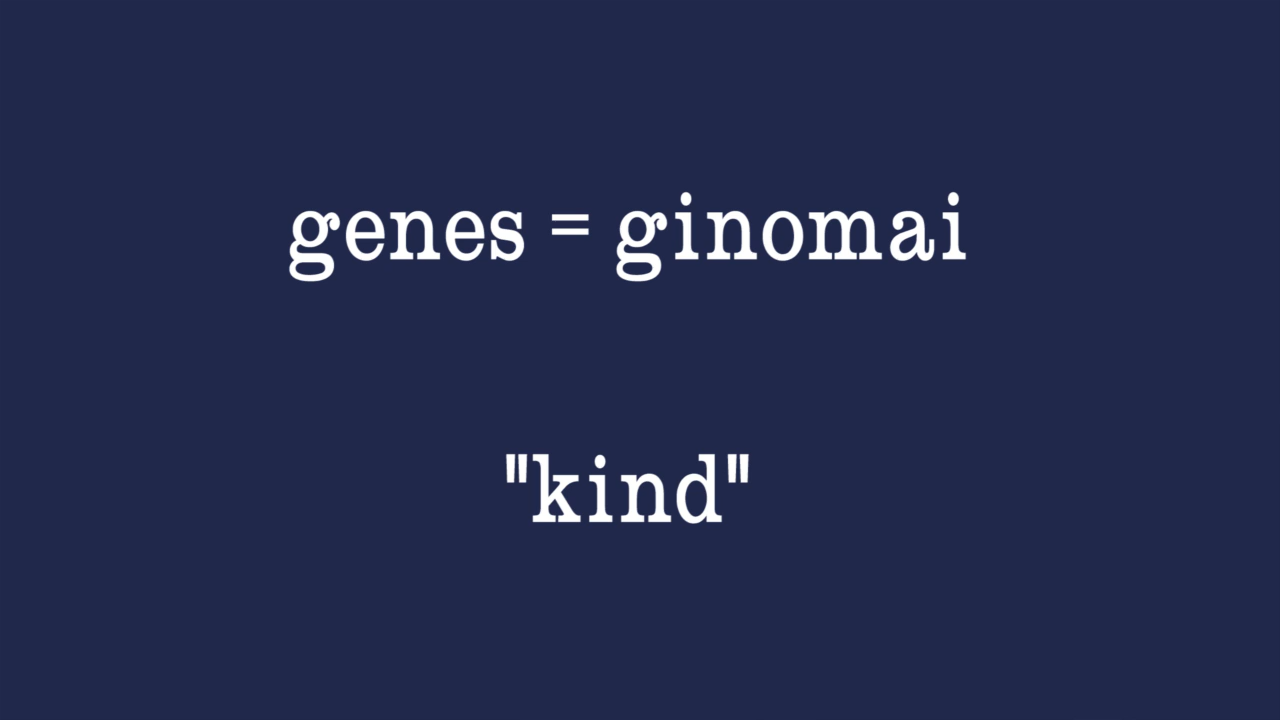 genes = ginomai
"kind"